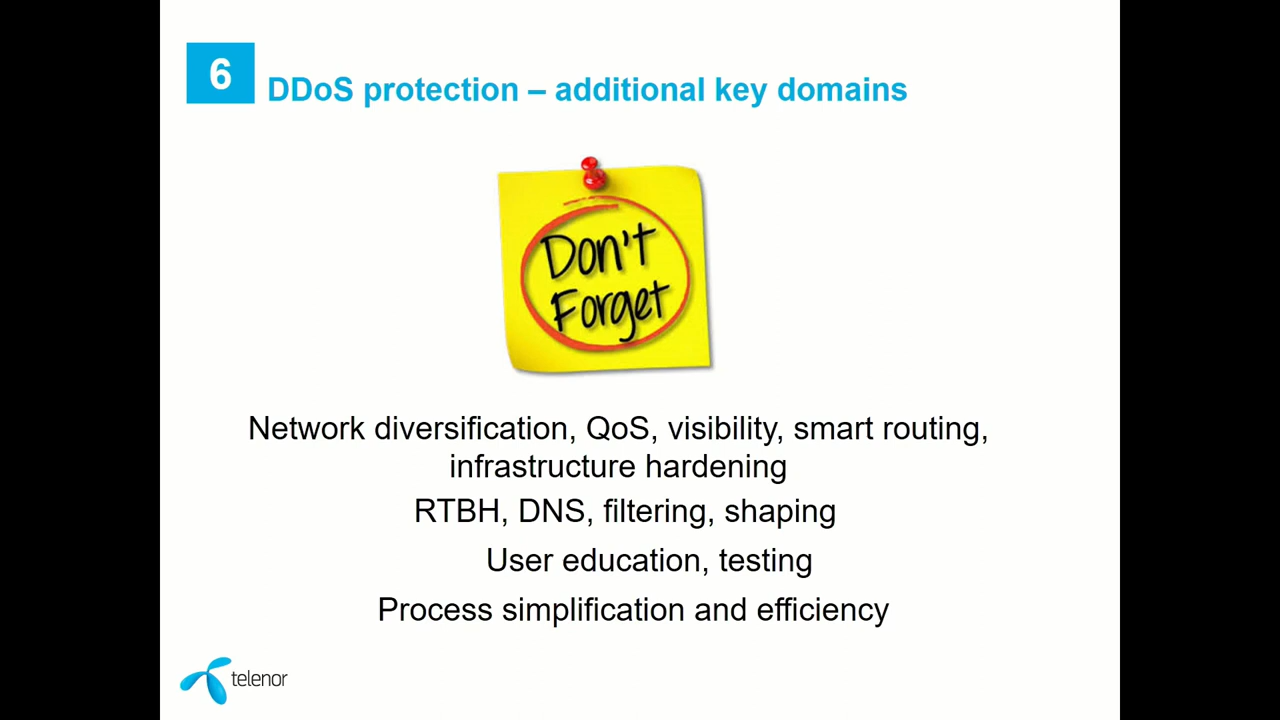 6
DDoS protection – additional key domains
Don't
Forget
Network diversification, QoS, visibility, smart routing,
infrastructure hardening
RTBH, DNS, filtering, shaping
User education, testing
Process simplification and efficiency
telenor